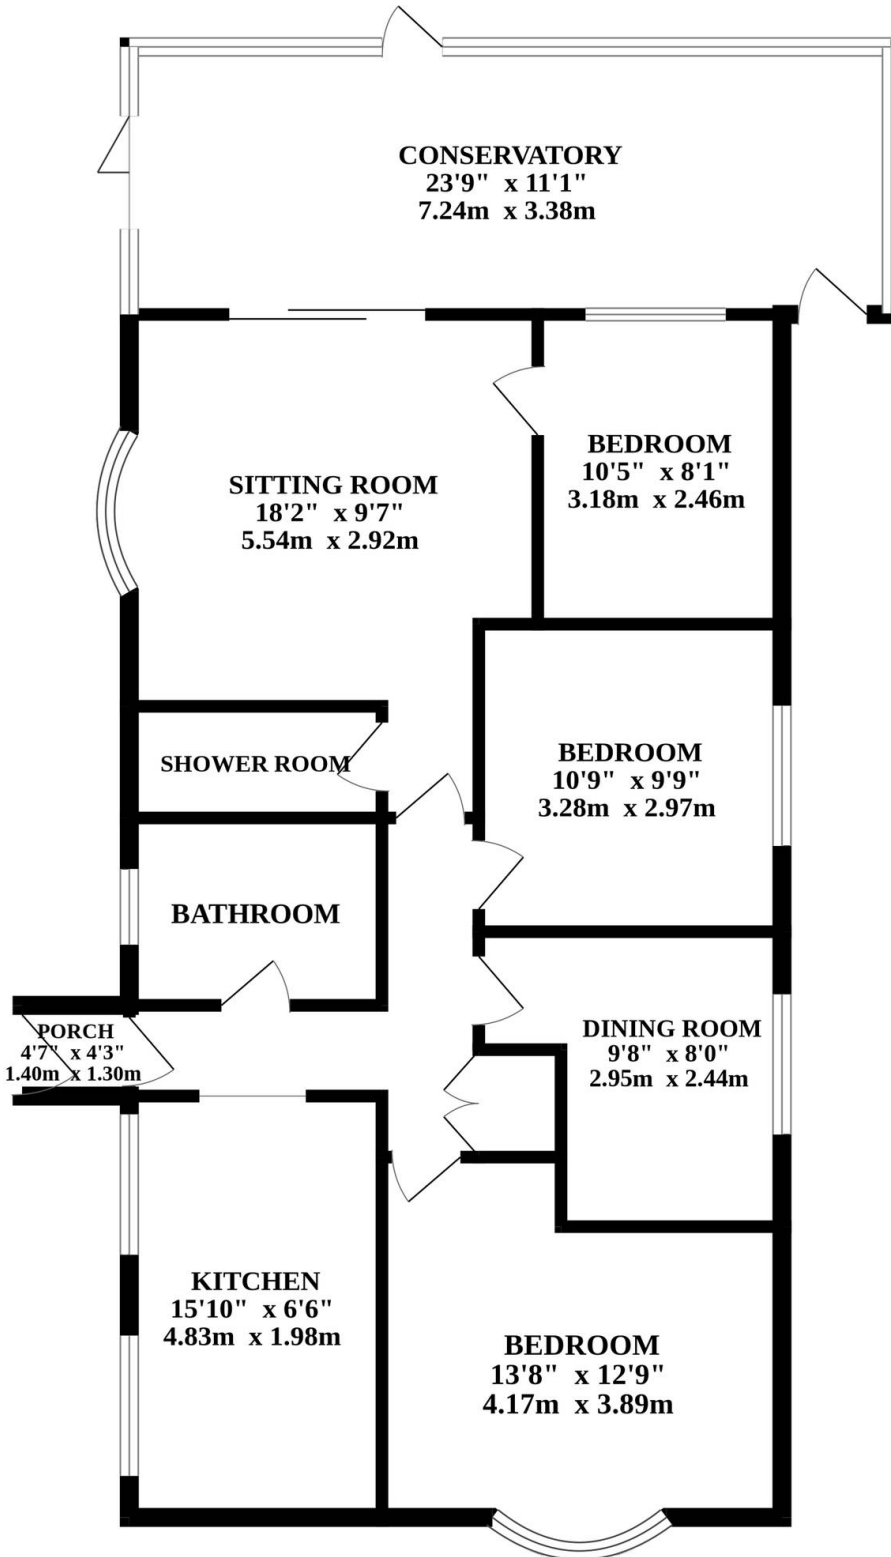 CONSERVATORY
23'9" x 11'1"
7.24m x 3.38m
BEDROOM
10'5" x 8'1"
3.18m x 2.46m
SITTING ROOM
18'2" x 9'7"
5.54m x 2.92m
BEDROOM
10'9" x 9'9"
3.28m x 2.97m
SHOWER ROOM
BATHROOM
PORCH
4'7" x 4'3"
1.40m x 1.30m
DINING ROOM
9'8" x 8'0"
2.95m x 2.44m
KITCHEN
15'10" x 6'6"
4.83m x 1.98m
BEDROOM
13'8" x 12'9"
4.17m x 3.89m